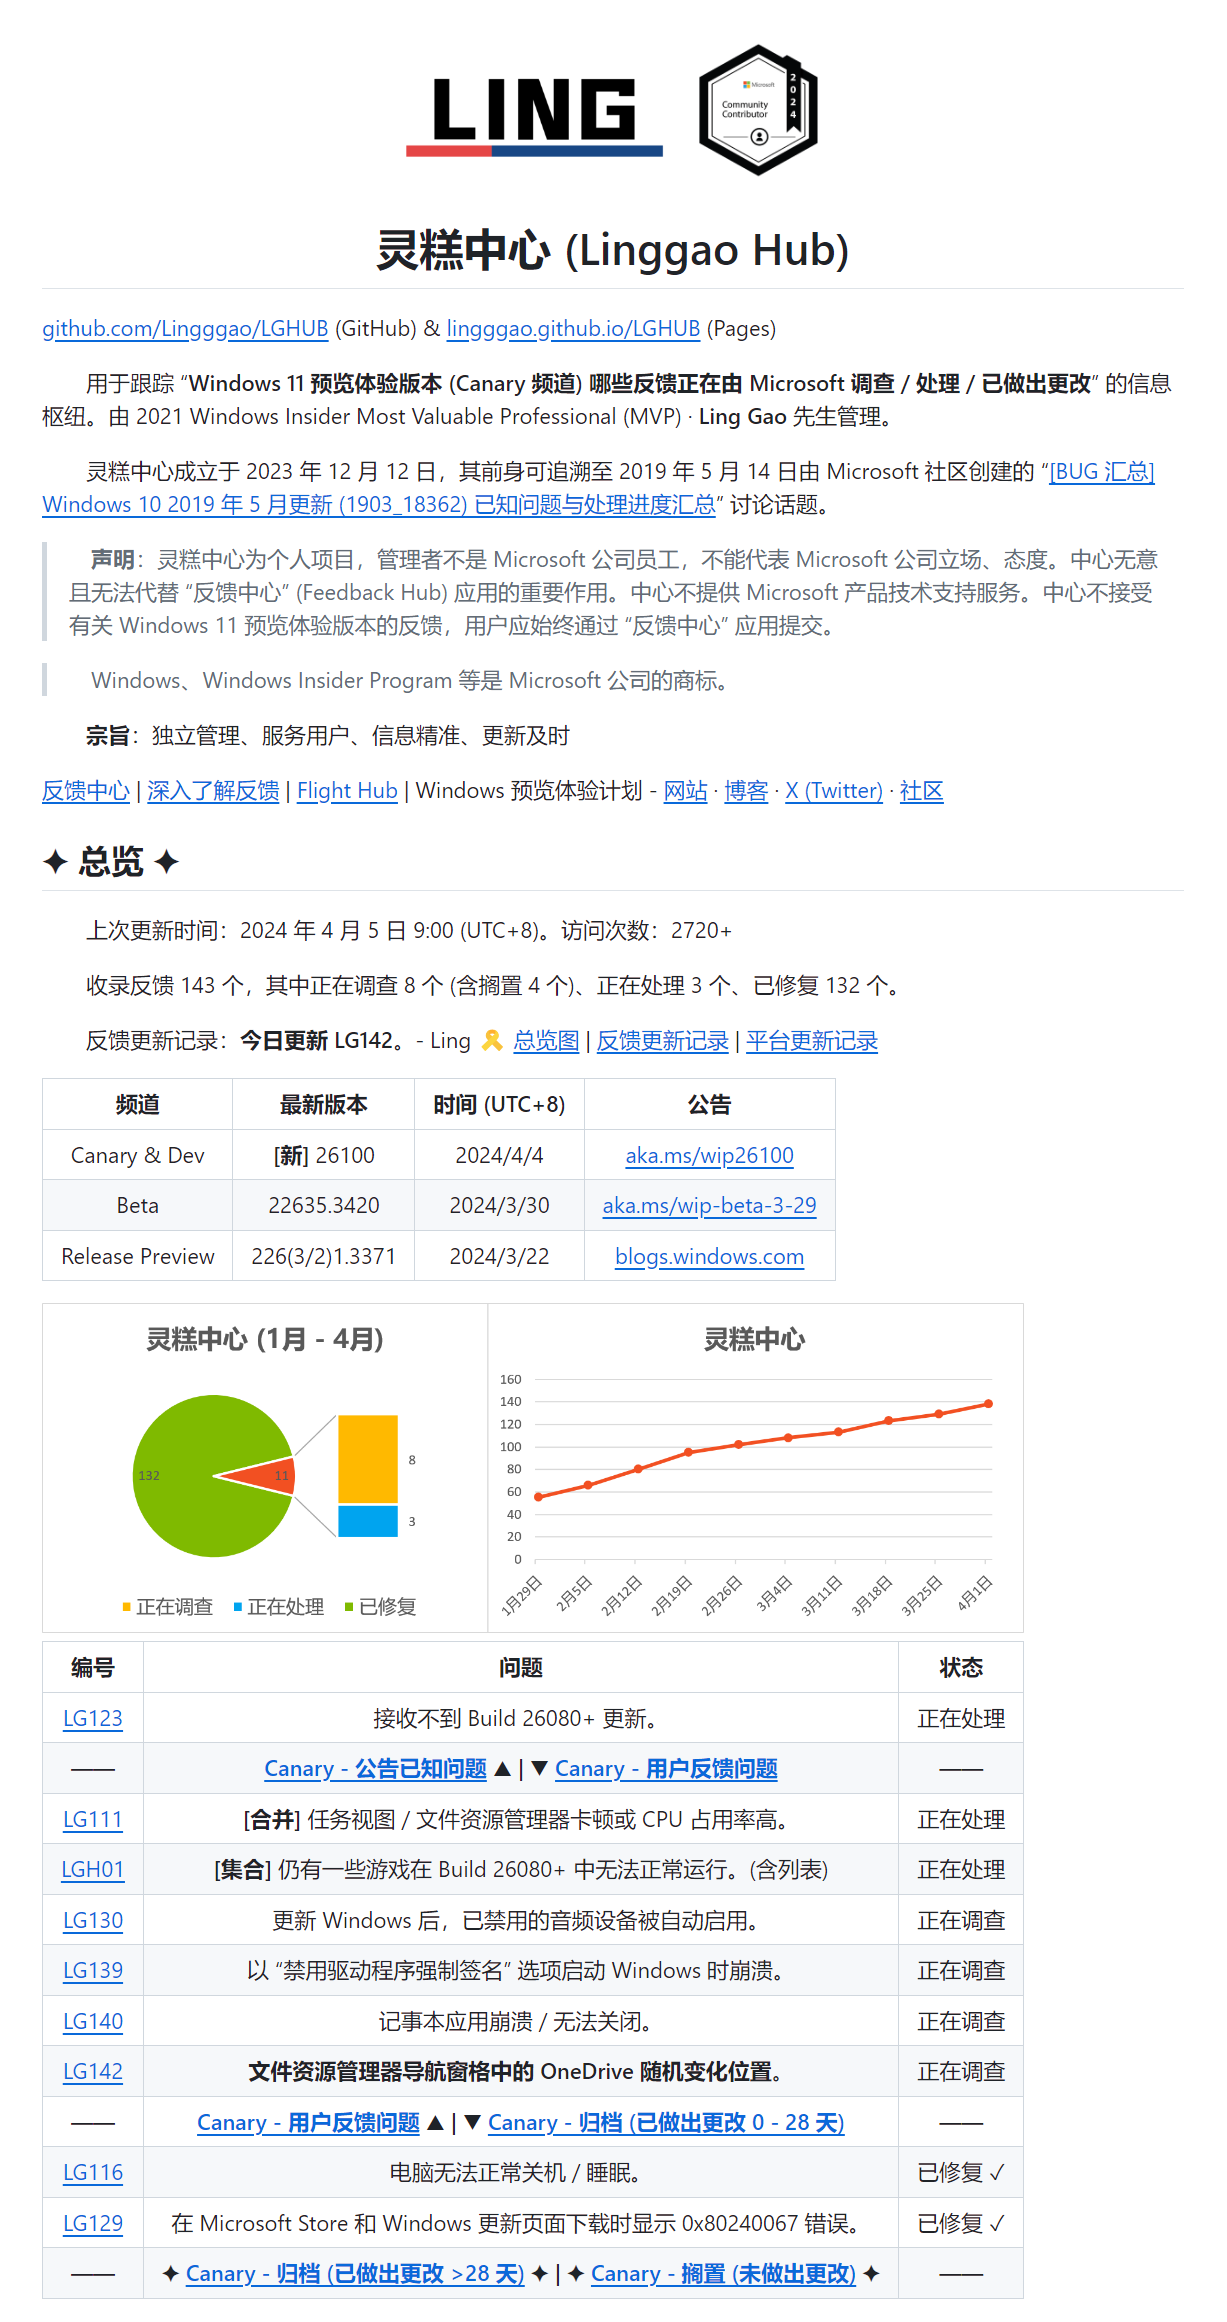 LING
Microsoft
Community
Contributor
2024
灵糕中心 (Linggao Hub)
github.com/Lingggao/LGHUB (GitHub) & lingggao.github.io/LGHUB (Pages)
用于跟踪 “Windows 11 预览体验版本 (Canary 频道) 哪些反馈正在由 Microsoft 调查 / 处理 / 已做出更改” 的信息
枢纽。由 2021 Windows Insider Most Valuable Professional (MVP) · Ling Gao 先生管理。
灵糕中心成立于 2023 年 12 月 12 日，其前身可追溯至 2019 年 5 月 14 日由 Microsoft 社区创建的 “[BUG 汇总]
Windows 10 2019 年 5 月更新 (1903_18362) 已知问题与处理进度汇总” 讨论话题。
声明：灵糕中心为个人项目，管理者不是 Microsoft 公司员工，不能代表 Microsoft 公司立场、态度。中心无意
且无法代替 “反馈中心” (Feedback Hub) 应用的重要作用。中心不提供 Microsoft 产品技术支持服务。中心不接受
有关 Windows 11 预览体验版本的反馈，用户应始终通过 “反馈中心” 应用提交。
Windows、Windows Insider Program 等是 Microsoft 公司的商标。
宗旨：独立管理、服务用户、信息精准、更新及时
反馈中心 | 深入了解反馈 | Flight Hub | Windows 预览体验计划 - 网站 · 博客 · X (Twitter) · 社区
✦ 总览 ✦
上次更新时间：2024 年 4 月 5 日 9:00 (UTC+8)。访问次数：2720+
收录反馈 143 个，其中正在调查 8 个 (含搁置 4 个)、正在处理 3 个、已修复 132 个。
反馈更新记录：今日更新 LG142。- Ling 🎗️ 总览图 | 反馈更新记录 | 平台更新记录
频道 最新版本 时间 (UTC+8) 公告
Canary & Dev [新] 26100 2024/4/4 aka.ms/wip26100
Beta 22635.3420 2024/3/30 aka.ms/wip-beta-3-29
Release Preview 226(3/2)1.3371 2024/3/22 blogs.windows.com
灵糕中心 (1月 - 4月)
132
11
8
3
正在调查 正在处理 已修复
灵糕中心
160
140
120
100
80
60
40
20
0
1月29日 2月5日 2月12日 2月19日 2月26日 3月4日 3月11日 3月18日 3月25日 4月1日
编号 问题 状态
LG123 接收不到 Build 26080+ 更新。 正在处理
—— Canary - 公告已知问题 ▲ | ▼ Canary - 用户反馈问题 ——
LG111 [合并] 任务视图 / 文件资源管理器卡顿或 CPU 占用率高。 正在处理
LGH01 [集合] 仍有一些游戏在 Build 26080+ 中无法正常运行。(含列表) 正在处理
LG130 更新 Windows 后，已禁用的音频设备被自动启用。 正在调查
LG139 以 “禁用驱动程序强制签名” 选项启动 Windows 时崩溃。 正在调查
LG140 记事本应用崩溃 / 无法关闭。 正在调查
LG142 文件资源管理器导航窗格中的 OneDrive 随机变化位置。 正在调查
—— Canary - 用户反馈问题 ▲ | ▼ Canary - 归档 (已做出更改 0 - 28 天) ——
LG116 电脑无法正常关机 / 睡眠。 已修复 ✓
LG129 在 Microsoft Store 和 Windows 更新页面下载时显示 0x80240067 错误。 已修复 ✓
—— ✦ Canary - 归档 (已做出更改 >28 天) ✦ | ✦ Canary - 搁置 (未做出更改) ✦ ——